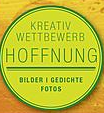 KREATIV
WETTBEWERB
HOFFNUNG
BILDER I GEDICHTE
FOTOS